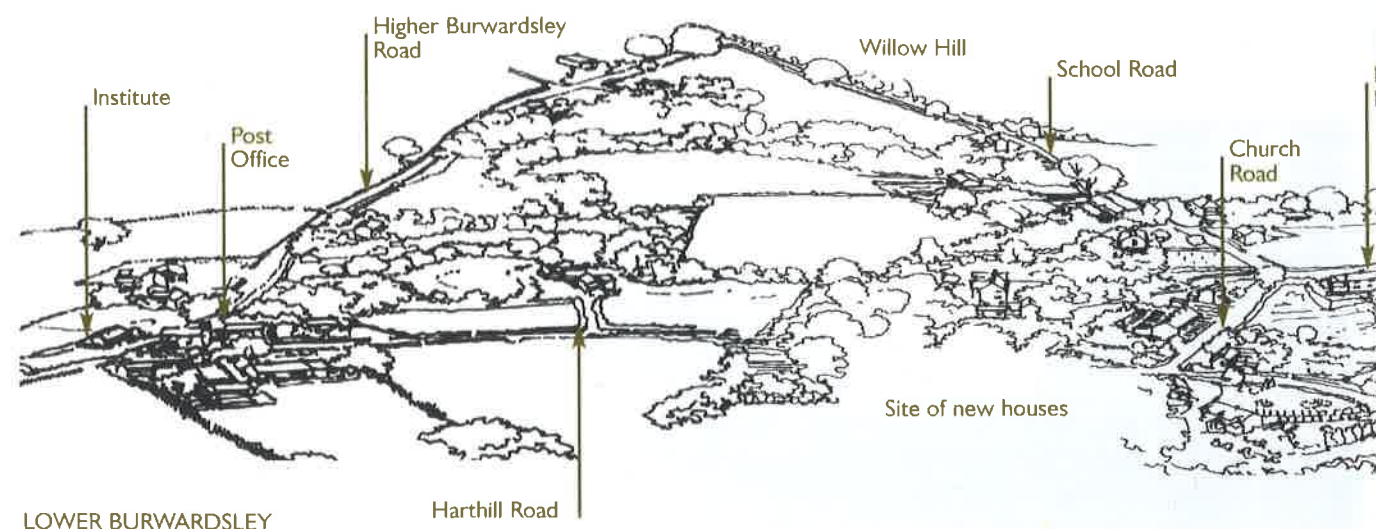 Higher Burwardsley
Road
Willow Hill
School Road
Institute
Post
Office
Church
Road
Site of new houses
Harthill Road
LOWER BURWARDSLEY